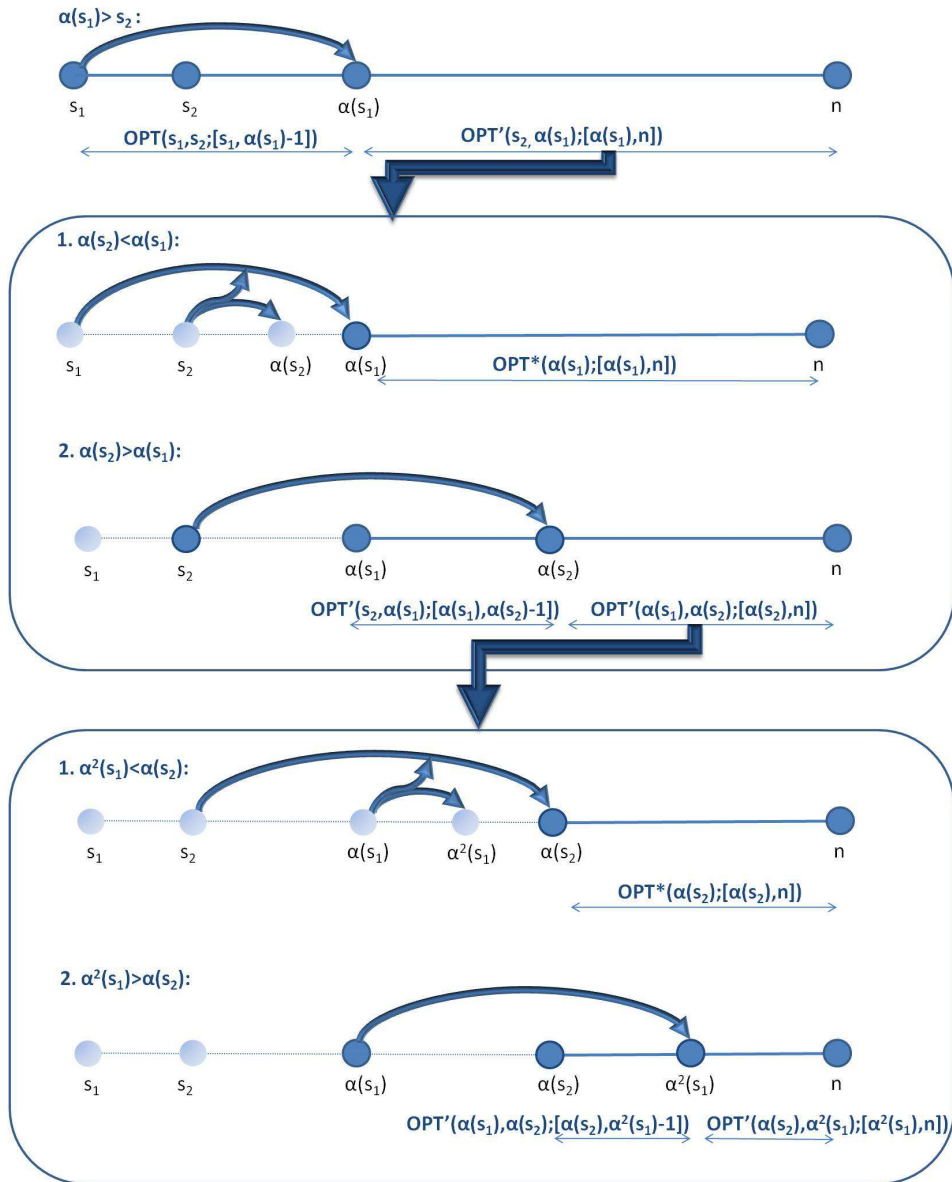 α(s₁)> s₂ :
s₁ s₂ α(s₁) n
OPT(s₁,s₂;[s₁, α(s₁)-1]) OPT’(s₂, α(s₁);[α(s₁),n])
1. α(s₂)<α(s₁):
s₁ s₂ α(s₂) α(s₁) n
OPT*(α(s₁);[α(s₁),n])
2. α(s₂)>α(s₁):
s₁ s₂ α(s₁) α(s₂) n
OPT’(s₂,α(s₁);[α(s₁),α(s₂)-1]) OPT’(α(s₁),α(s₂);[α(s₂),n])
1. α²(s₁)<α(s₂):
s₁ s₂ α(s₁) α²(s₁) α(s₂) n
OPT*(α(s₂);[α(s₂),n])
2. α²(s₁)>α(s₂):
s₁ s₂ α(s₁) α(s₂) α²(s₁) n
OPT’(α(s₁),α(s₂);[α(s₂),α²(s₁)-1]) OPT’(α(s₂),α²(s₁);[α²(s₁),n])